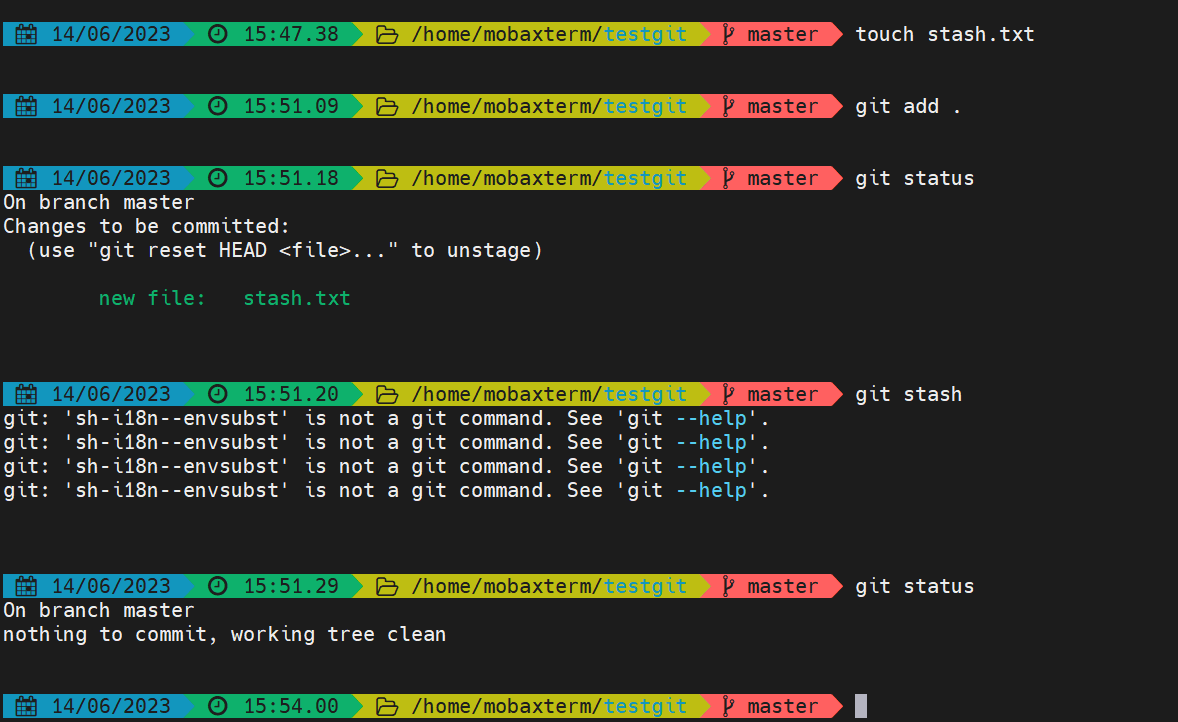 14/06/2023 15:47.38 /home/mobaxterm/testgit master touch stash.txt
14/06/2023 15:51.09 /home/mobaxterm/testgit master git add .
14/06/2023 15:51.18 /home/mobaxterm/testgit master git status
On branch master
Changes to be committed:
  (use "git reset HEAD <file>..." to unstage)
        new file:   stash.txt
14/06/2023 15:51.20 /home/mobaxterm/testgit master git stash
git: 'sh-i18n--envsubst' is not a git command. See 'git --help'.
git: 'sh-i18n--envsubst' is not a git command. See 'git --help'.
git: 'sh-i18n--envsubst' is not a git command. See 'git --help'.
git: 'sh-i18n--envsubst' is not a git command. See 'git --help'.
14/06/2023 15:51.29 /home/mobaxterm/testgit master git status
On branch master
nothing to commit, working tree clean
14/06/2023 15:54.00 /home/mobaxterm/testgit master